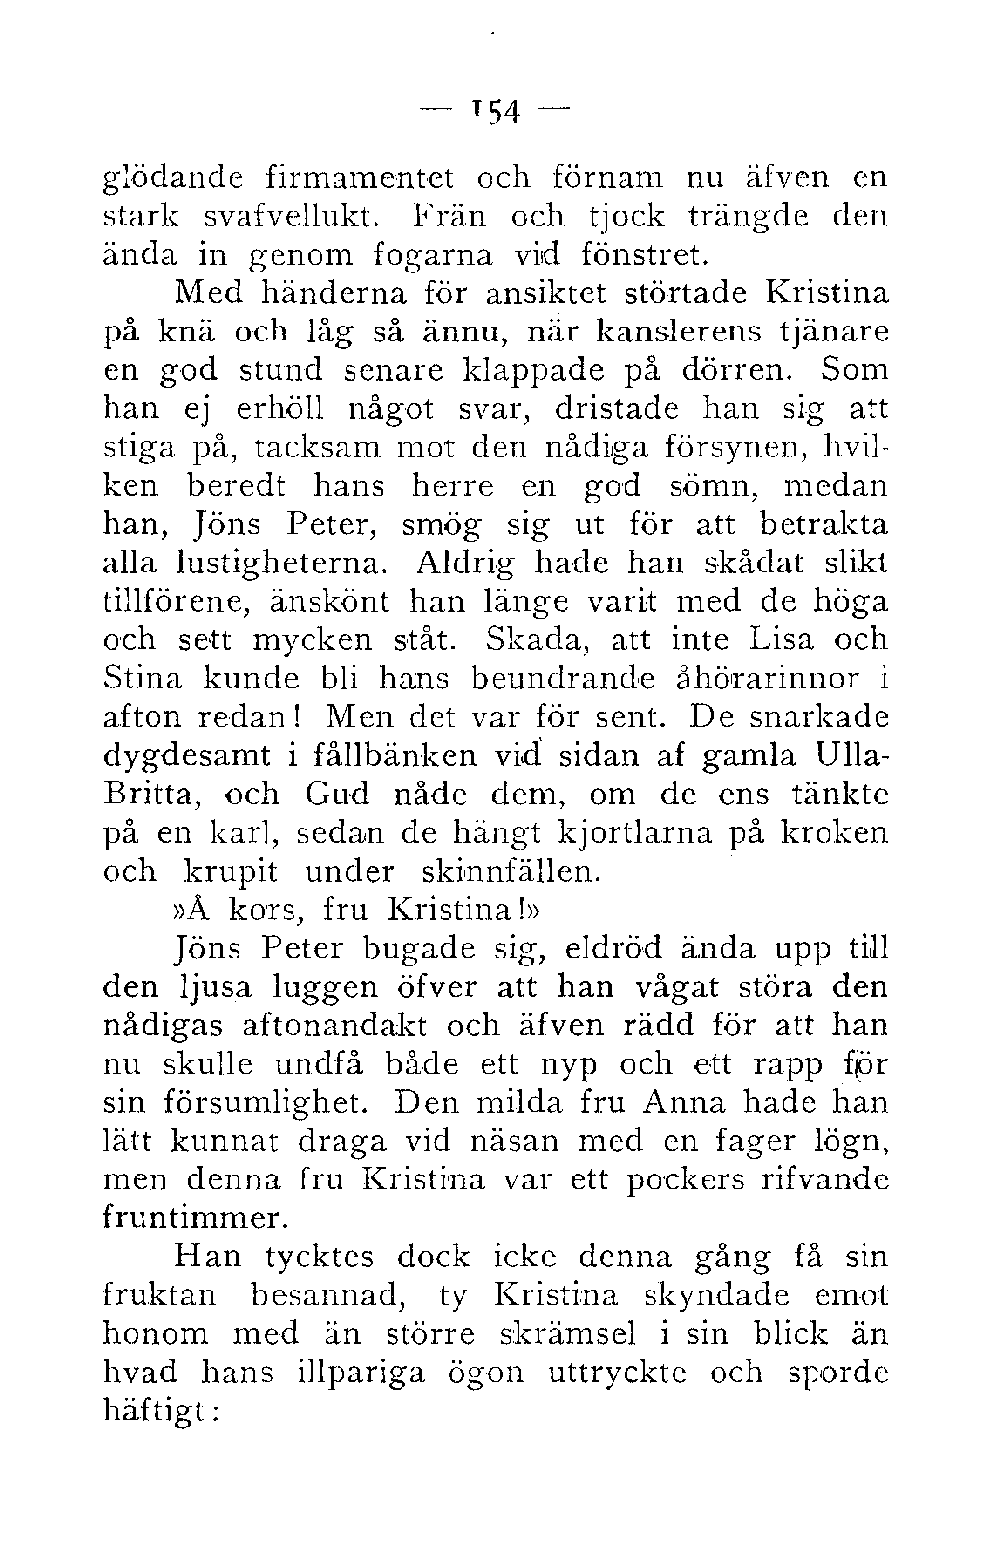 — 154 —
glödande firmamentet och förnam nu äfven en
stark svafvellukt. Frän och tjock trängde den
ända in genom fogarna vid fönstret.
Med händerna för ansiktet störtade Kristina
på knä och låg så ännu, när kanslerens tjänare
en god stund senare klappade på dörren. Som
han ej erhöll något svar, dristade han sig att
stiga på, tacksam mot den nådiga försynen, hvil-
ken beredt hans herre en god sömn, medan
han, Jöns Peter, smög sig ut för att betrakta
alla lustigheterna. Aldrig hade han skådat slikt
tillförene, änskönt han länge varit med de höga
och sett mycken ståt. Skada, att inte Lisa och
Stina kunde bli hans beundrande åhörarinnor i
afton redan! Men det var för sent. De snarkade
dygdesamt i fållbänken vid sidan af gamla Ulla-
Britta, och Gud nåde dem, om de ens tänkte
på en karl, sedan de hängt kjortlarna på kroken
och krupit under skinnfällen.
»Å kors, fru Kristina!»
Jöns Peter bugade sig, eldröd ända upp till
den ljusa luggen öfver att han vågat störa den
nådigas aftonandakt och äfven rädd för att han
nu skulle undfå både ett nyp och ett rapp för
sin försumlighet. Den milda fru Anna hade han
lätt kunnat draga vid näsan med en fager lögn,
men denna fru Kristina var ett pockers rifvande
fruntimmer.
Han tycktes dock icke denna gång få sin
fruktan besannad, ty Kristina skyndade emot
honom med än större skrämsel i sin blick än
hvad hans illpariga ögon uttryckte och sporde
häftigt: